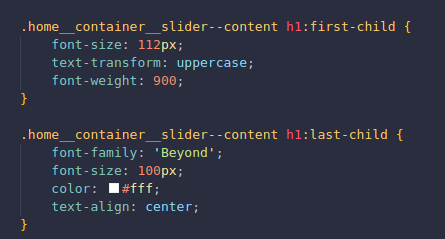 .home__container__slider--content h1:first-child {
    font-size: 112px;
    text-transform: uppercase;
    font-weight: 900;
}

.home__container__slider--content h1:last-child {
    font-family: 'Beyond';
    font-size: 100px;
    color: #fff;
    text-align: center;
}